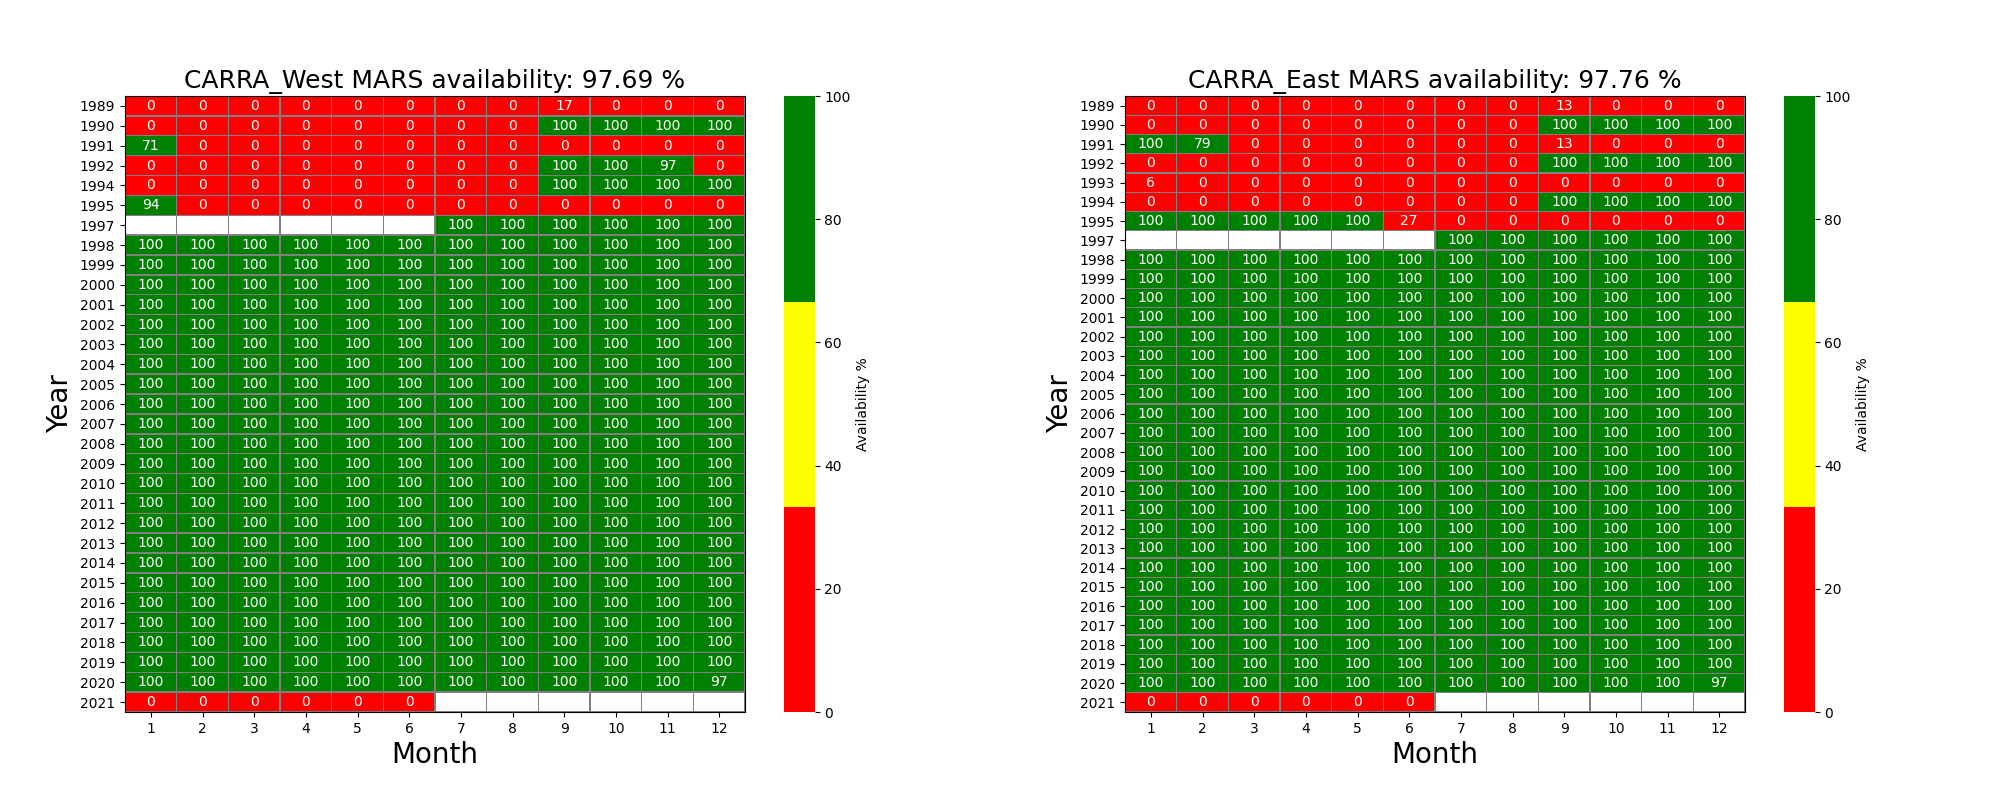 CARRA_West MARS availability: 97.69 %
1989 0 0 0 0 0 0 0 0 17 0 0 0
1990 0 0 0 0 0 0 0 0 100 100 100 100
1991 71 0 0 0 0 0 0 0 0 0 0 0
1992 0 0 0 0 0 0 0 0 100 100 97 0
1994 0 0 0 0 0 0 0 0 100 100 100 100
1995 94 0 0 0 0 0 0 0 0 0 0 0
1997 100 100 100 100 100 100
1998 100 100 100 100 100 100 100 100 100 100 100 100
1999 100 100 100 100 100 100 100 100 100 100 100 100
2000 100 100 100 100 100 100 100 100 100 100 100 100
2001 100 100 100 100 100 100 100 100 100 100 100 100
2002 100 100 100 100 100 100 100 100 100 100 100 100
2003 100 100 100 100 100 100 100 100 100 100 100 100
2004 100 100 100 100 100 100 100 100 100 100 100 100
2005 100 100 100 100 100 100 100 100 100 100 100 100
2006 100 100 100 100 100 100 100 100 100 100 100 100
2007 100 100 100 100 100 100 100 100 100 100 100 100
2008 100 100 100 100 100 100 100 100 100 100 100 100
2009 100 100 100 100 100 100 100 100 100 100 100 100
2010 100 100 100 100 100 100 100 100 100 100 100 100
2011 100 100 100 100 100 100 100 100 100 100 100 100
2012 100 100 100 100 100 100 100 100 100 100 100 100
2013 100 100 100 100 100 100 100 100 100 100 100 100
2014 100 100 100 100 100 100 100 100 100 100 100 100
2015 100 100 100 100 100 100 100 100 100 100 100 100
2016 100 100 100 100 100 100 100 100 100 100 100 100
2017 100 100 100 100 100 100 100 100 100 100 100 100
2018 100 100 100 100 100 100 100 100 100 100 100 100
2019 100 100 100 100 100 100 100 100 100 100 100 100
2020 100 100 100 100 100 100 100 100 100 100 100 97
2021 0 0 0 0 0 0
1 2 3 4 5 6 7 8 9 10 11 12
Month
Year
100
80
60
40
20
0
Availability %
CARRA_East MARS availability: 97.76 %
1989 0 0 0 0 0 0 0 0 13 0 0 0
1990 0 0 0 0 0 0 0 0 100 100 100 100
1991 100 79 0 0 0 0 0 0 13 0 0 0
1992 0 0 0 0 0 0 0 0 100 100 100 100
1993 6 0 0 0 0 0 0 0 0 0 0 0
1994 0 0 0 0 0 0 0 0 100 100 100 100
1995 100 100 100 100 100 27 0 0 0 0 0 0
1997 100 100 100 100 100 100
1998 100 100 100 100 100 100 100 100 100 100 100 100
1999 100 100 100 100 100 100 100 100 100 100 100 100
2000 100 100 100 100 100 100 100 100 100 100 100 100
2001 100 100 100 100 100 100 100 100 100 100 100 100
2002 100 100 100 100 100 100 100 100 100 100 100 100
2003 100 100 100 100 100 100 100 100 100 100 100 100
2004 100 100 100 100 100 100 100 100 100 100 100 100
2005 100 100 100 100 100 100 100 100 100 100 100 100
2006 100 100 100 100 100 100 100 100 100 100 100 100
2007 100 100 100 100 100 100 100 100 100 100 100 100
2008 100 100 100 100 100 100 100 100 100 100 100 100
2009 100 100 100 100 100 100 100 100 100 100 100 100
2010 100 100 100 100 100 100 100 100 100 100 100 100
2011 100 100 100 100 100 100 100 100 100 100 100 100
2012 100 100 100 100 100 100 100 100 100 100 100 100
2013 100 100 100 100 100 100 100 100 100 100 100 100
2014 100 100 100 100 100 100 100 100 100 100 100 100
2015 100 100 100 100 100 100 100 100 100 100 100 100
2016 100 100 100 100 100 100 100 100 100 100 100 100
2017 100 100 100 100 100 100 100 100 100 100 100 100
2018 100 100 100 100 100 100 100 100 100 100 100 100
2019 100 100 100 100 100 100 100 100 100 100 100 100
2020 100 100 100 100 100 100 100 100 100 100 100 97
2021 0 0 0 0 0 0
1 2 3 4 5 6 7 8 9 10 11 12
Month
Year
100
80
60
40
20
0
Availability %